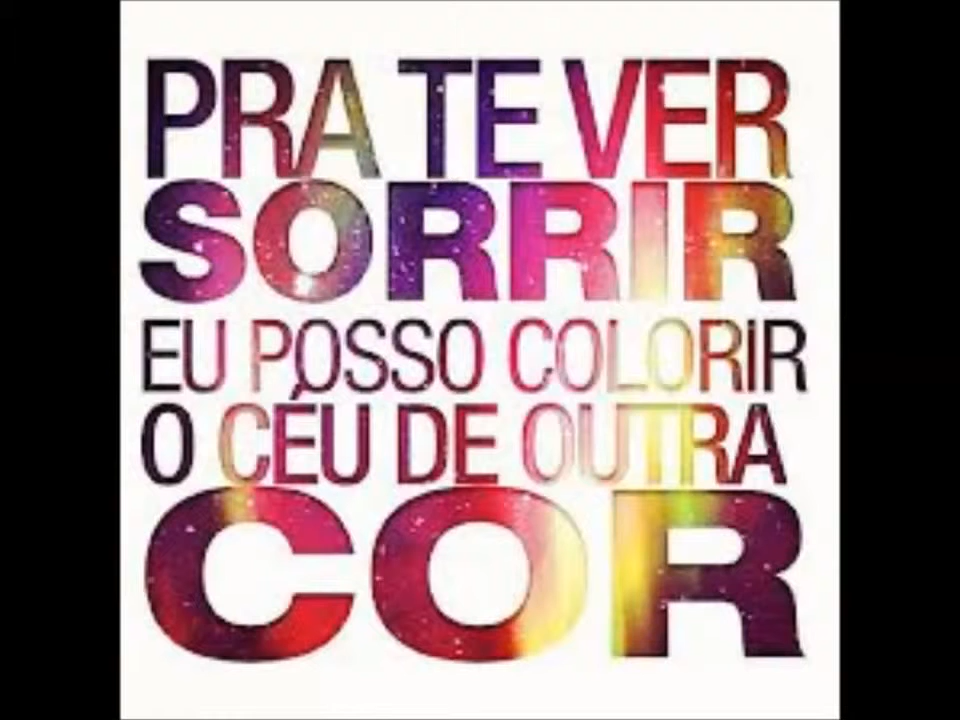 PRA TE VER
SORRIR
EU POSSO COLORIR
O CÉU DE OUTRA
COR